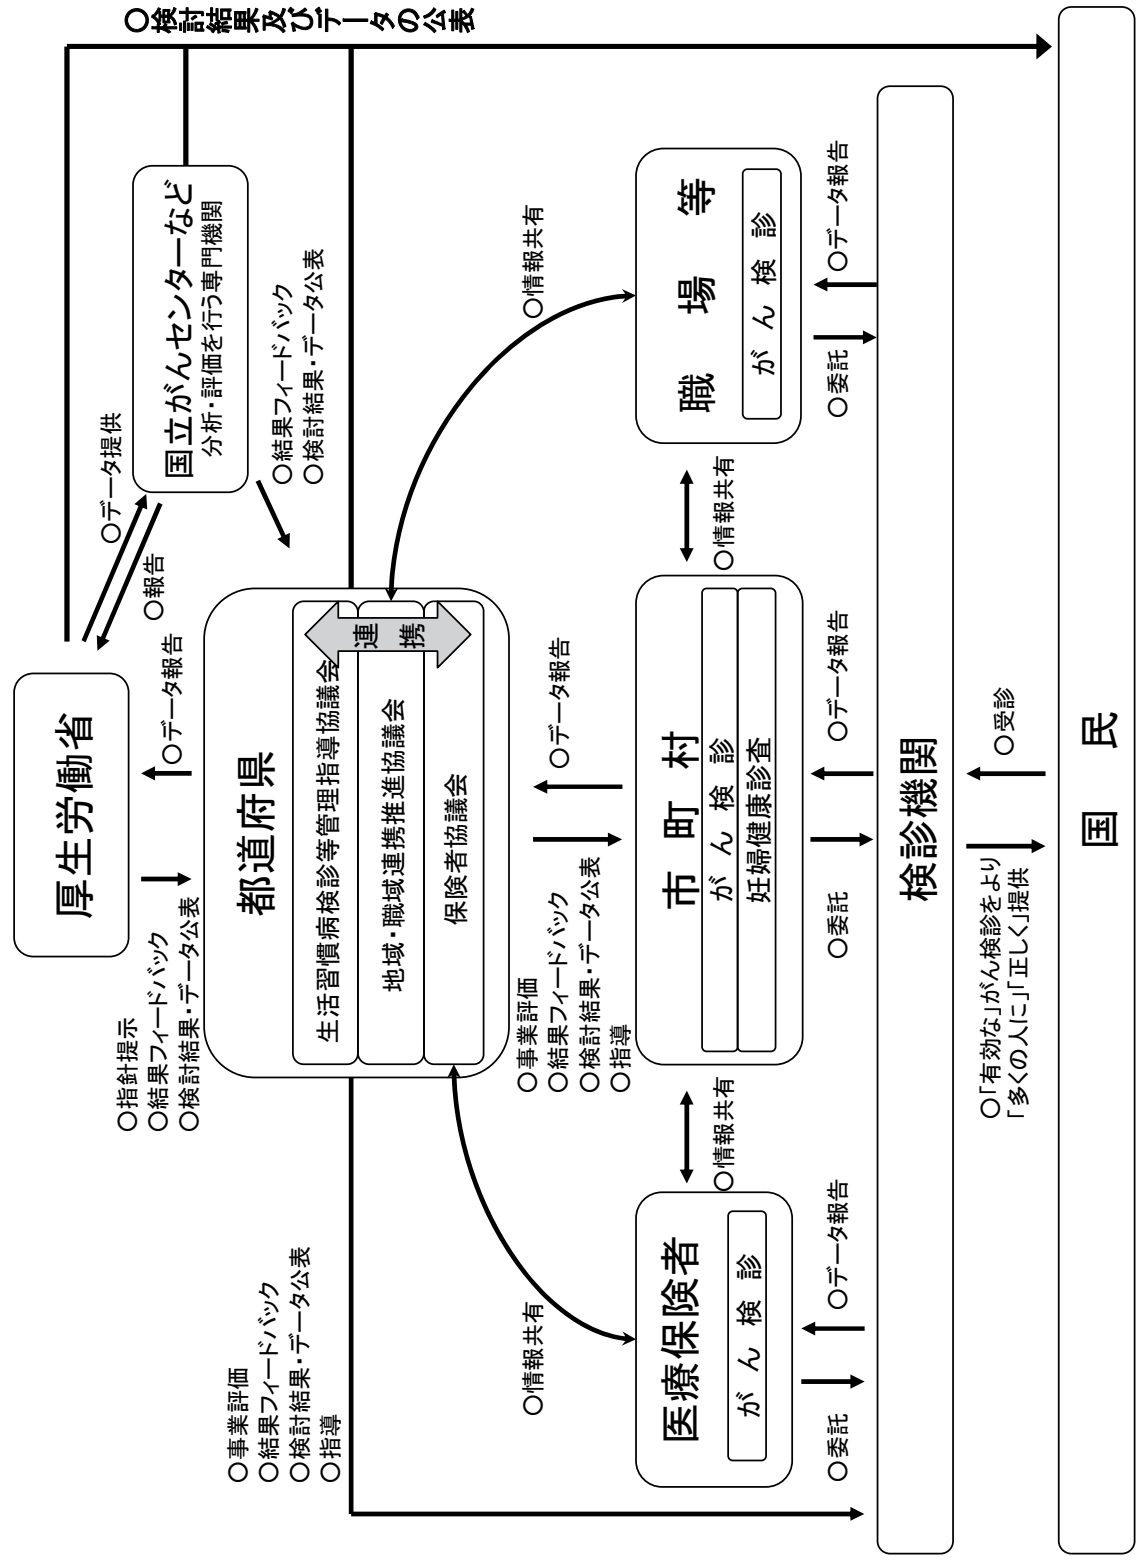 ○検討結果及びデータの公表
厚生労働省
○データ提供
○報告
国立がんセンターなど
分析・評価を行う専門機関
○指針提示
○結果フィードバック
○検討結果・データ公表
○データ報告
○結果フィードバック
○検討結果・データ公表
都道府県
生活習慣病検診等管理指導協議会
地域・職域連携推進協議会
保険者協議会
連携
○事業評価
○結果フィードバック
○検討結果・データ公表
○指導
○情報共有
○事業評価
○結果フィードバック
○検討結果・データ公表
○指導
○データ報告
○情報共有
医療保険者
がん検診
○情報共有
市町村
がん検診
妊婦健康診査
○情報共有
職場等
がん検診
○委託
○データ報告
○委託
○データ報告
○委託
○データ報告
検診機関
○「有効な」がん検診をより
「多くの人に」「正しく」提供
○受診
国民